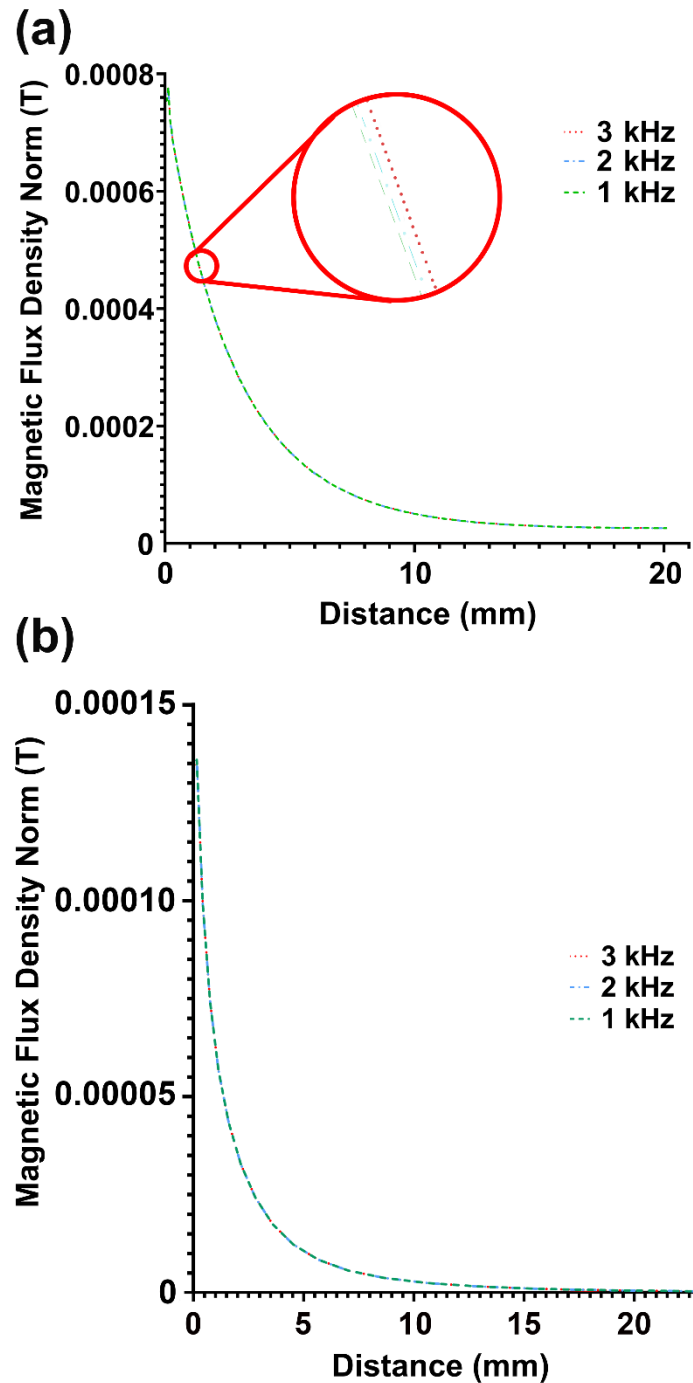 (a)
Magnetic Flux Density Norm (T)
0.0008
0.0006
0.0004
0.0002
0
3 kHz
2 kHz
1 kHz
0 10 20
Distance (mm)
(b)
Magnetic Flux Density Norm (T)
0.00015
0.00010
0.00005
0
3 kHz
2 kHz
1 kHz
0 5 10 15 20
Distance (mm)